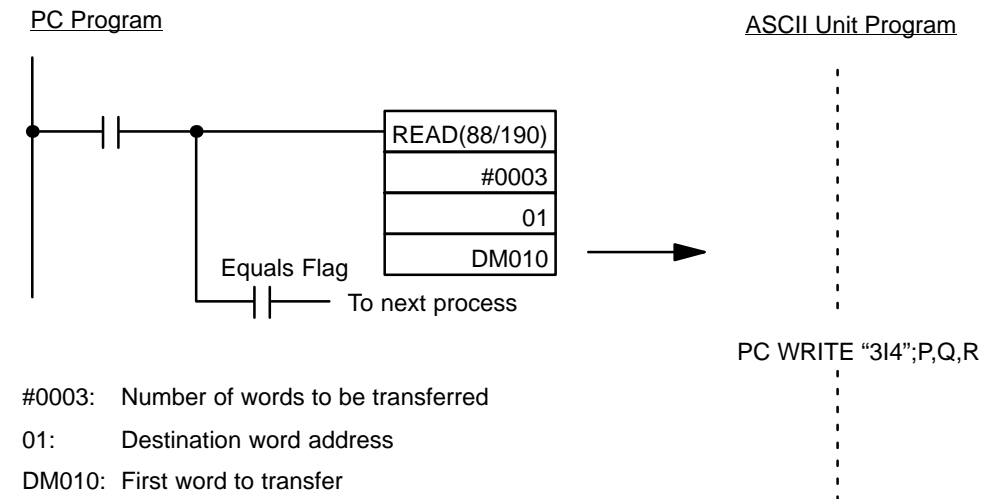 PC Program
ASCII Unit Program
READ(88/190)
#0003
01
DM010
Equals Flag
To next process
PC WRITE “3I4”;P,Q,R
#0003: Number of words to be transferred
01: Destination word address
DM010: First word to transfer